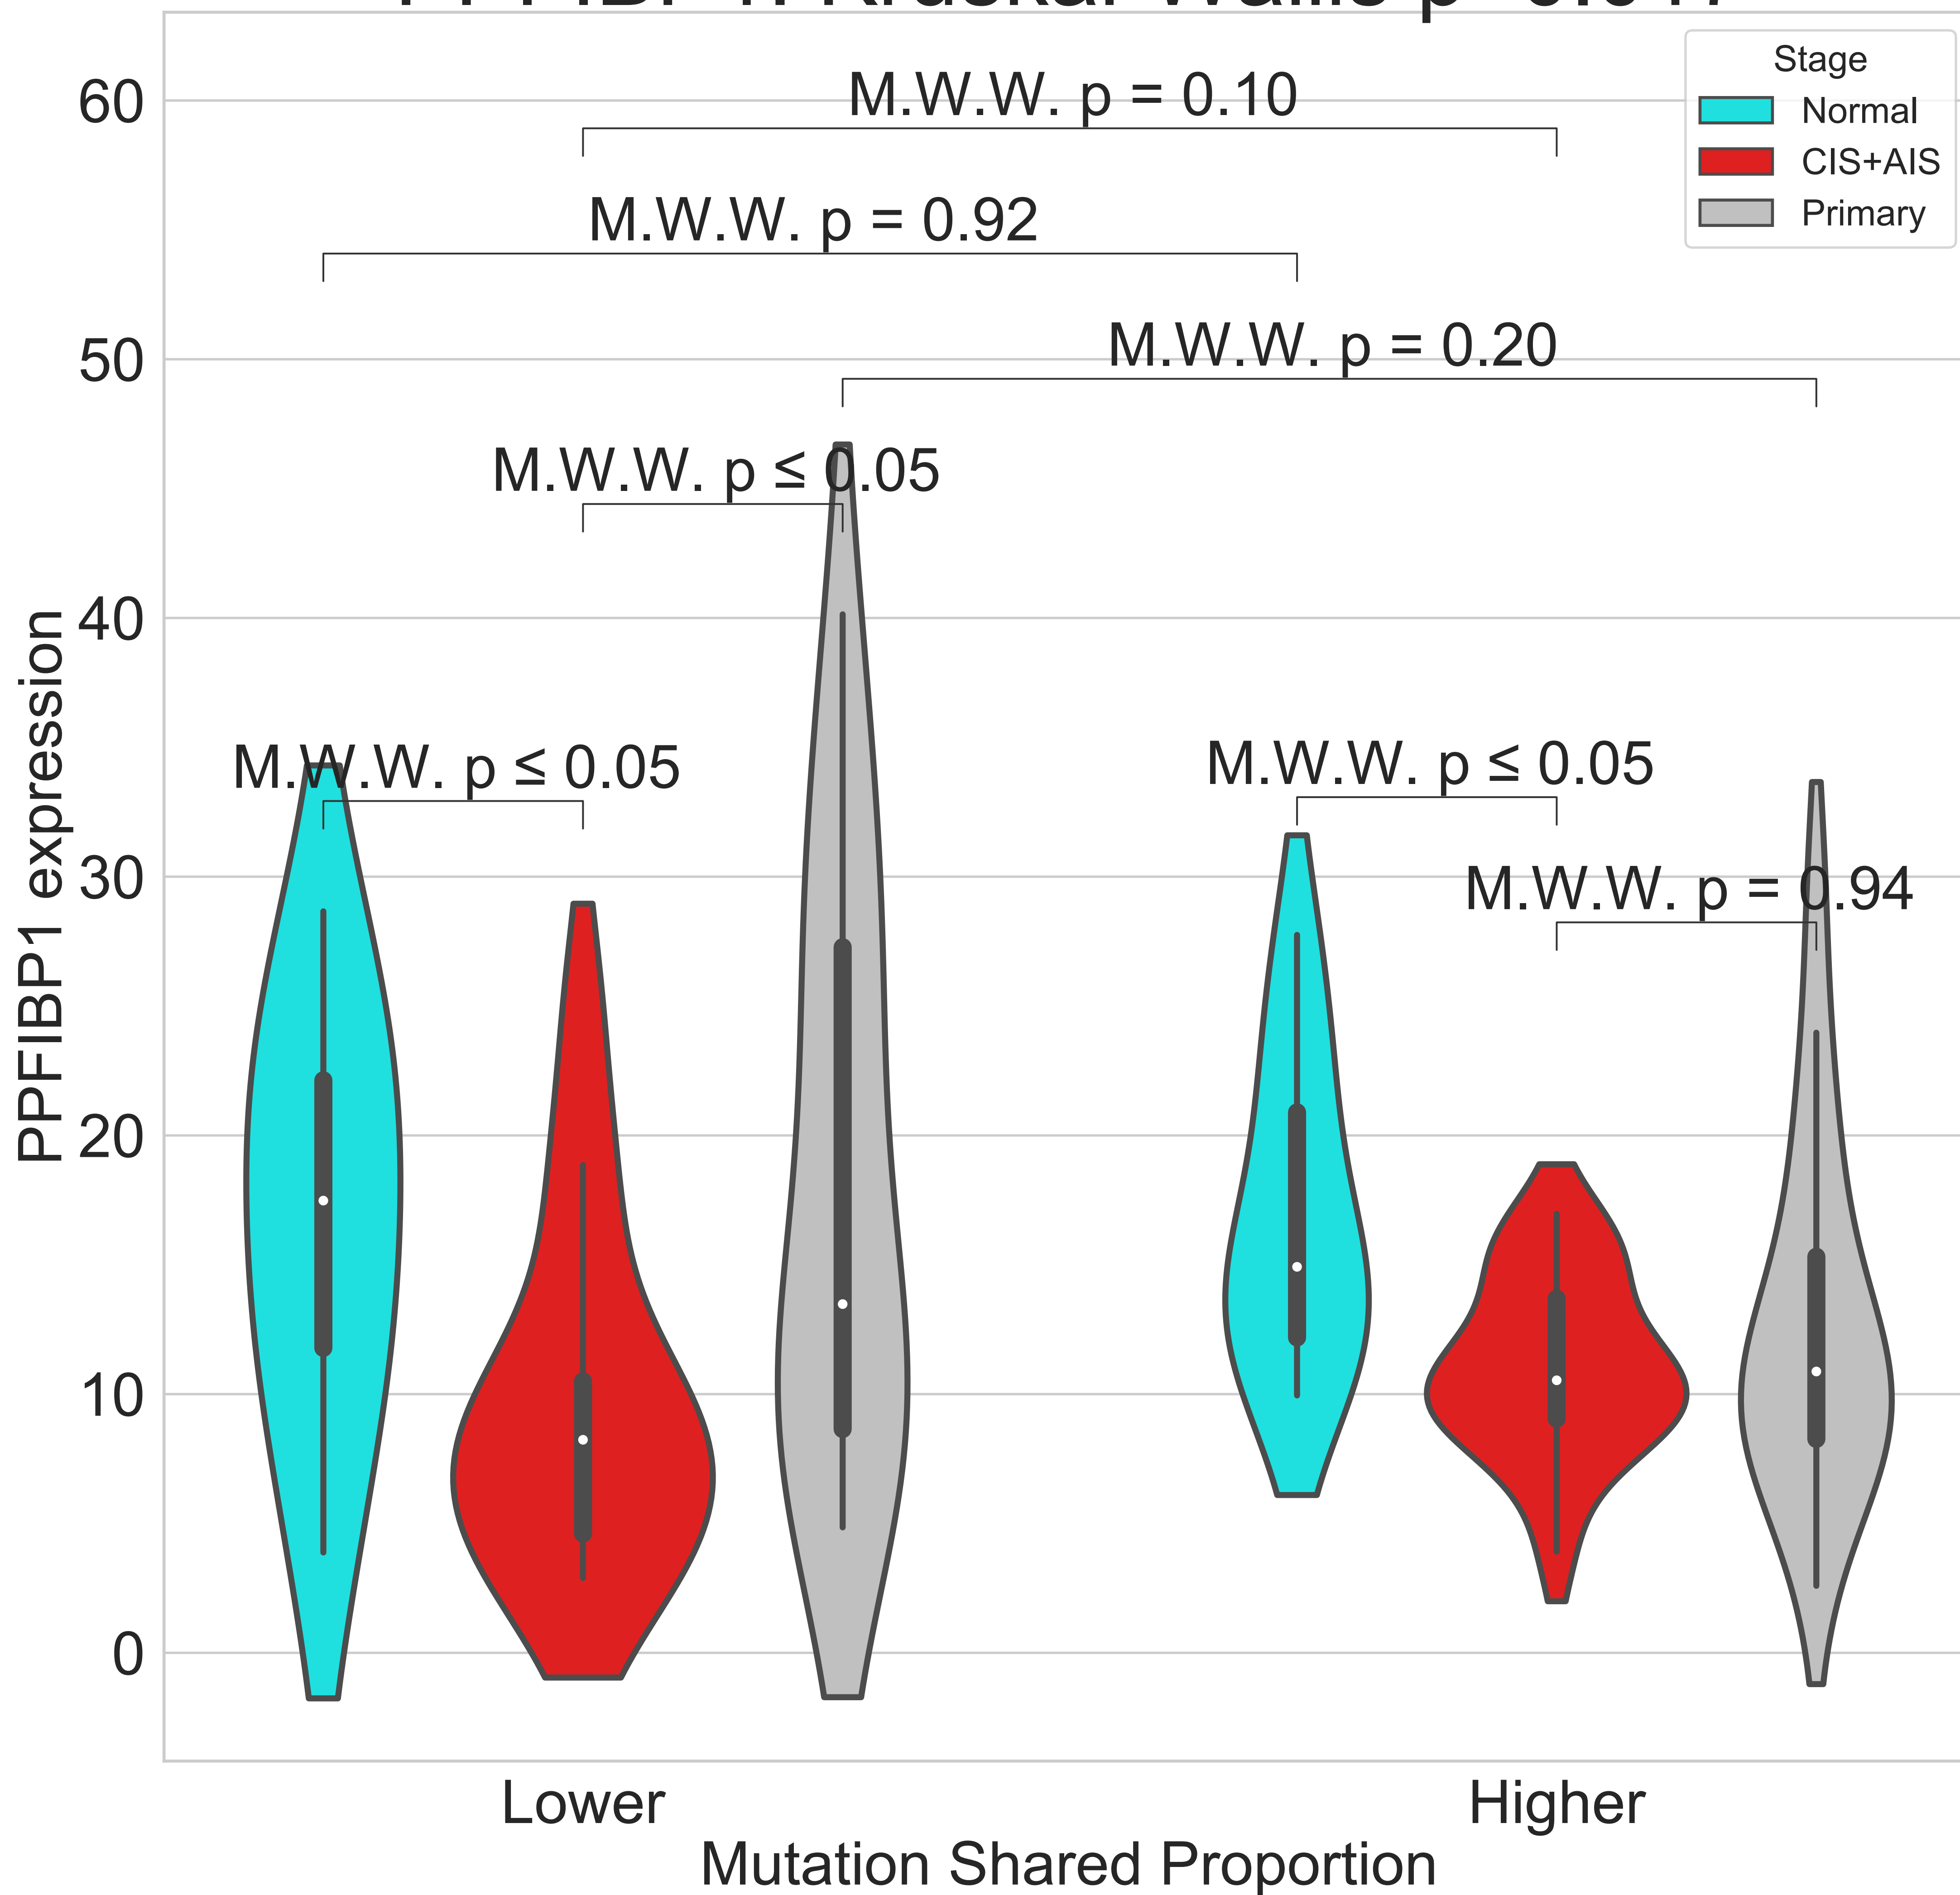 60
50
40
30
20
10
0
PPFIBP1 expression
M.W.W. p = 0.10
M.W.W. p = 0.92
M.W.W. p = 0.20
M.W.W. p ≤ 0.05
M.W.W. p ≤ 0.05
M.W.W. p ≤ 0.05
M.W.W. p = 0.94
Stage
Normal
CIS+AIS
Primary
Lower
Higher
Mutation Shared Proportion